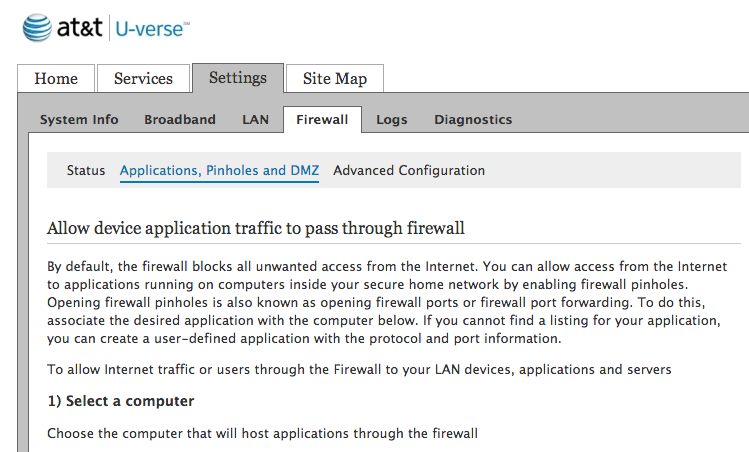 at&t U-verse℠
Home Services Settings Site Map
System Info Broadband LAN Firewall Logs Diagnostics
Status Applications, Pinholes and DMZ Advanced Configuration
Allow device application traffic to pass through firewall
By default, the firewall blocks all unwanted access from the Internet. You can allow access from the Internet
to applications running on computers inside your secure home network by enabling firewall pinholes.
Opening firewall pinholes is also known as opening firewall ports or firewall port forwarding. To do this,
associate the desired application with the computer below. If you cannot find a listing for your application,
you can create a user-defined application with the protocol and port information.
To allow Internet traffic or users through the Firewall to your LAN devices, applications and servers
1) Select a computer
Choose the computer that will host applications through the firewall